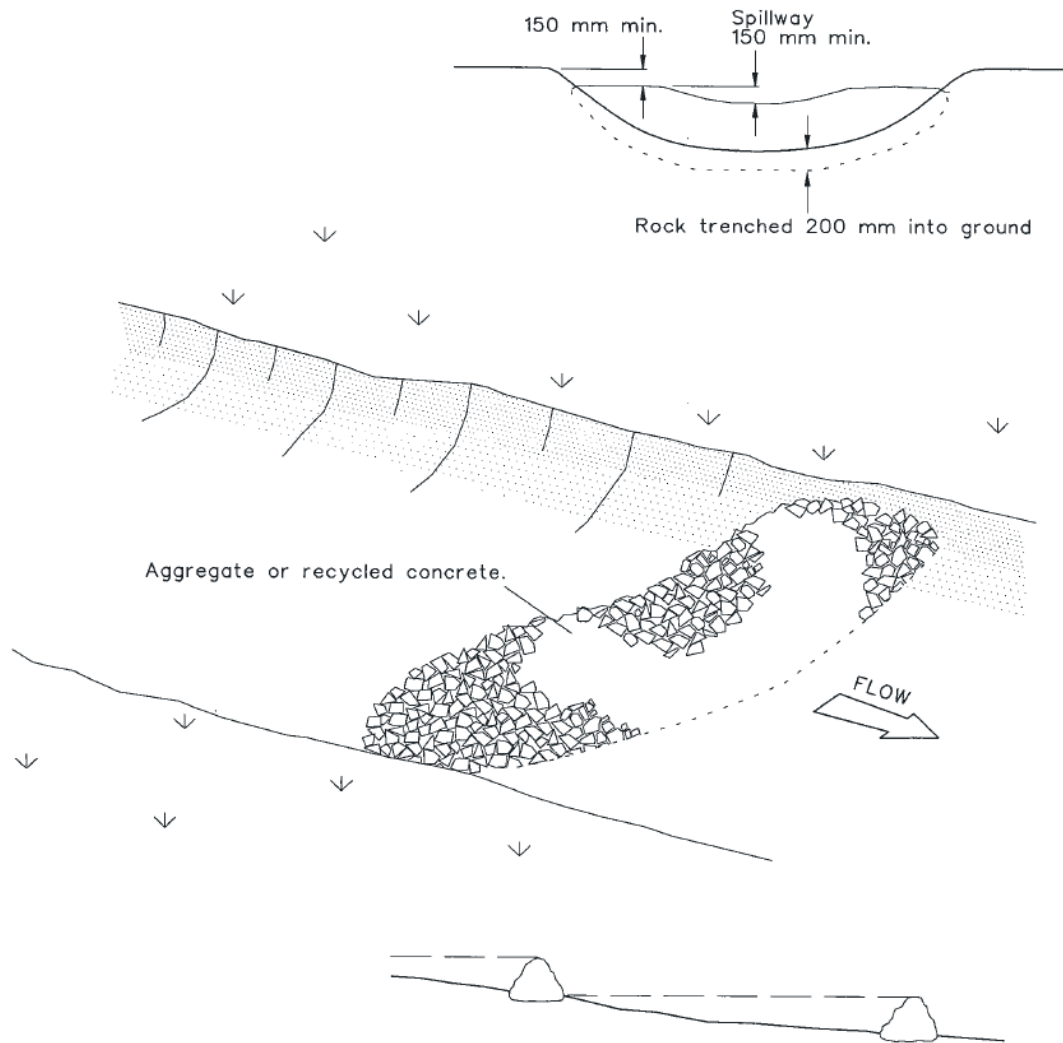 150 mm min.
Spillway
150 mm min.
Rock trenched 200 mm into ground
Aggregate or recycled concrete.
FLOW